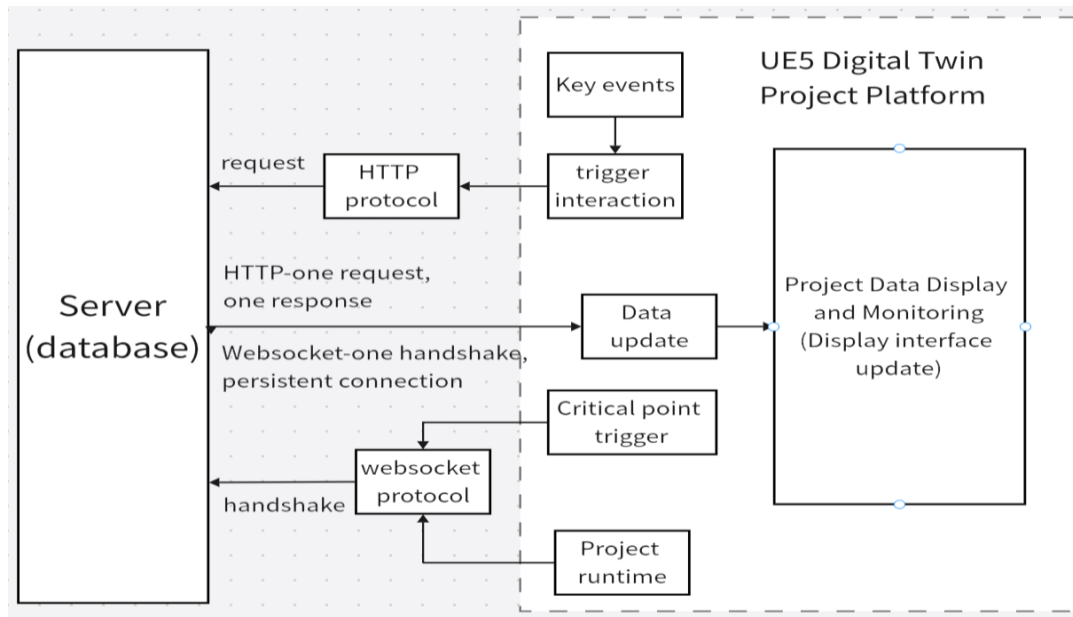 UE5 Digital Twin
Project Platform
Key events
request
HTTP
protocol
trigger
interaction
HTTP-one request,
one response
Server
(database)
Data
update
Project Data Display
and Monitoring
(Display interface
update)
Websocket-one handshake,
persistent connection
Critical point
trigger
websocket
protocol
handshake
Project
runtime